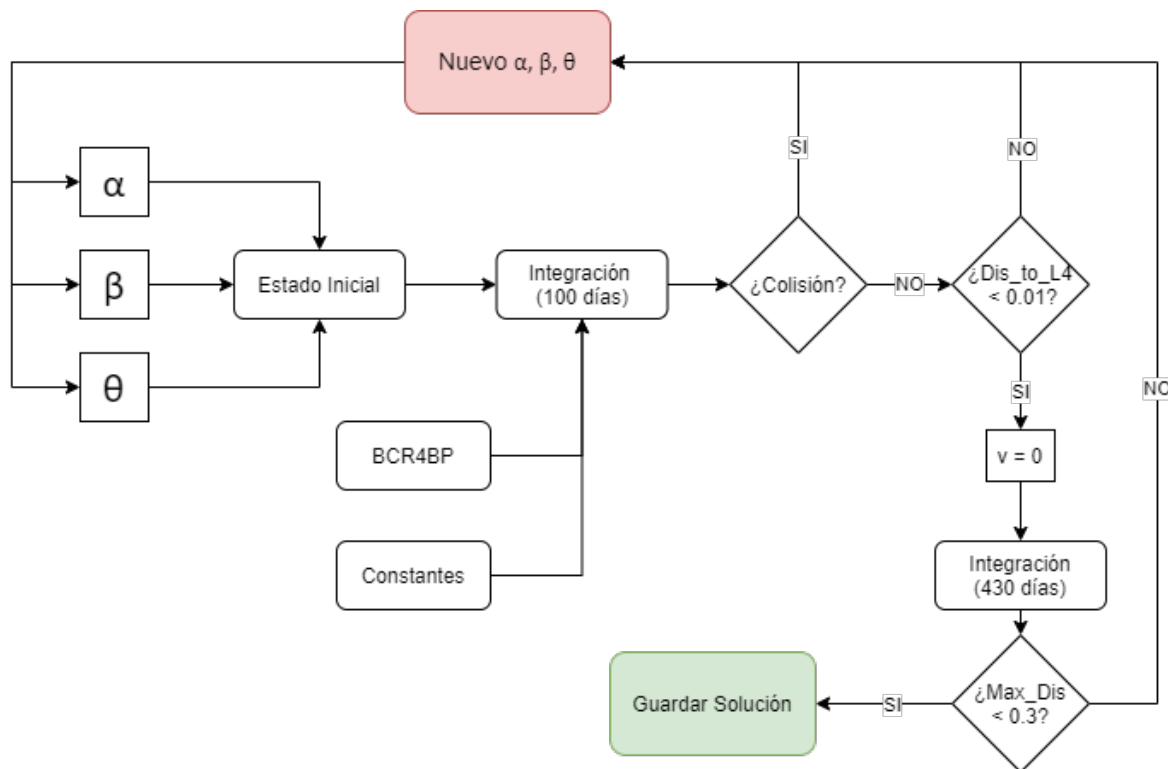 Nuevo α, β, θ
α
β
θ
Estado Inicial
Integración
(100 días)
BCR4BP
Constantes
¿Colisión?
SI
NO
¿Dis_to_L4
< 0.01?
NO
SI
v = 0
Integración
(430 días)
¿Max_Dis
< 0.3?
NO
SI
Guardar Solución